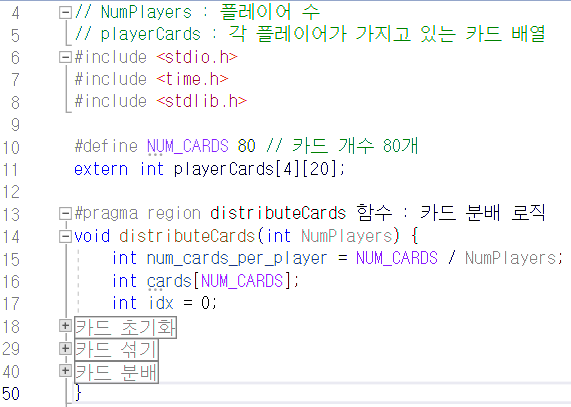 4 // NumPlayers : 플레이어 수
5 // playerCards : 각 플레이어가 가지고 있는 카드 배열
6 #include <stdio.h>
7 #include <time.h>
8 #include <stdlib.h>
9
10 #define NUM_CARDS 80 // 카드 개수 80개
11 extern int playerCards[4][20];
12
13 #pragma region distributeCards 함수 : 카드 분배 로직
14 void distributeCards(int NumPlayers) {
15 int num_cards_per_player = NUM_CARDS / NumPlayers;
16 int cards[NUM_CARDS];
17 int idx = 0;
18 카드 초기화
29 카드 섞기
40 카드 분배
50 }